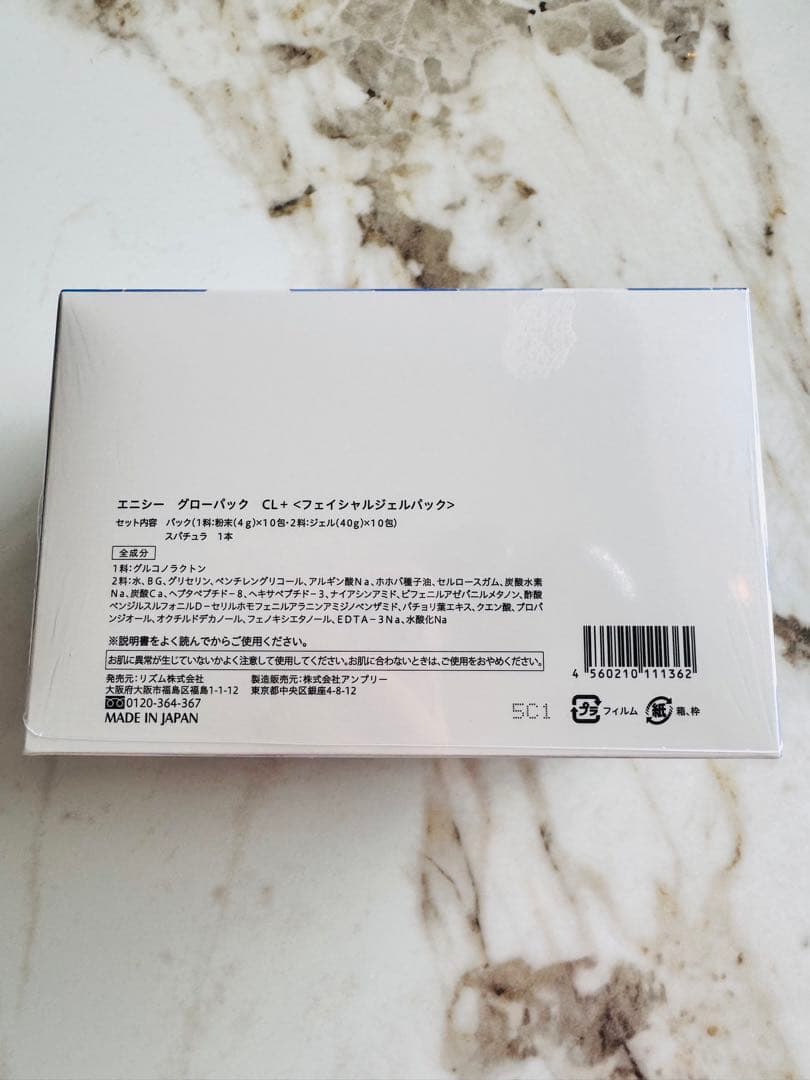 エニシー グローパック CL+ <フェイシャルジェルパック>
セット内容 パック(1料:粉末(4g)×10包・2料:ジェル(40g)×10包)
スパチュラ 1本
全成分
1料:グルコノラクトン
2料:水、BG、グリセリン、ペンチレングリコール、アルギン酸Na、ホホバ種子油、セルロースガム、炭酸水素
Na、炭酸Ca、ヘプタペプチド-8、ヘキサペプチド-3、ナイアシンアミド、ビフェニルアゼパニルメタノン、酢酸
ベンジルスルフォニルD-セリルホモフェニルアラニンアミジノベンザミド、パチョリ葉エキス、クエン酸、プロパ
ンジオール、オクチルドデカノール、フェノキシエタノール、EDTA-3Na、水酸化Na
※説明書をよく読んでからご使用ください。
お肌に異常が生じていないかよく注意して使用してください。お肌に合わないときは、ご使用をおやめください。
発売元:リズム株式会社 製造販売元:株式会社アンプリー
大阪府大阪市福島区福島1-1-12 東京都中央区銀座4-8-12
0120-364-367
MADE IN JAPAN
5C1
プラ フィルム 紙 箱、枠
4 560210 111362